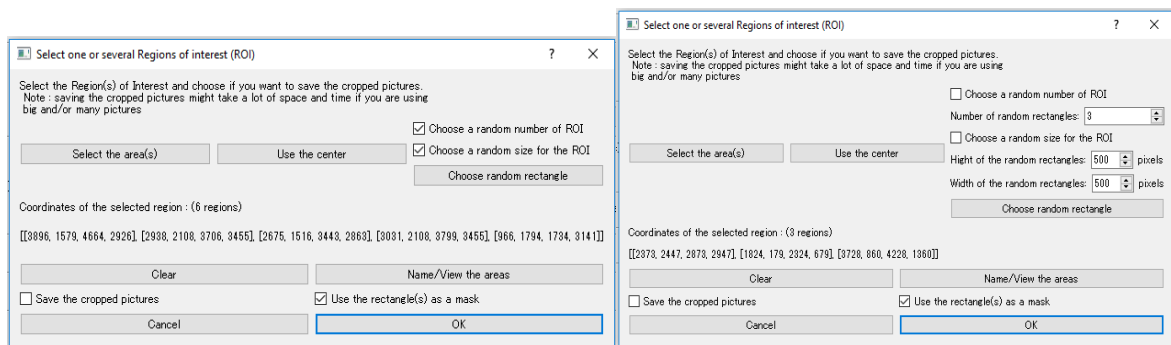 Select one or several Regions of interest (ROI)
? ×
Select the Region(s) of Interest and choose if you want to save the cropped pictures.
Note : saving the cropped pictures might take a lot of space and time if you are using
big and/or many pictures
Choose a random number of ROI
Select the area(s)
Use the center
Choose a random size for the ROI
Choose random rectangle
Coordinates of the selected region : (6 regions)
[[3896, 1579, 4664, 2926], [2938, 2108, 3706, 3455], [2675, 1516, 3443, 2863], [3031, 2108, 3799, 3455], [966, 1794, 1734, 3141]]
Clear
Name/View the areas
Save the cropped pictures
Use the rectangle(s) as a mask
Cancel
OK
Select one or several Regions of interest (ROI)
? ×
Select the Region(s) of Interest and choose if you want to save the cropped pictures.
Note : saving the cropped pictures might take a lot of space and time if you are using
big and/or many pictures
Choose a random number of ROI
Number of random rectangles: 3
Choose a random size for the ROI
Select the area(s)
Use the center
Hight of the random rectangles: 500 pixels
Width of the random rectangles: 500 pixels
Choose random rectangle
Coordinates of the selected region : (3 regions)
[[2373, 2447, 2873, 2947], [1824, 179, 2324, 679], [3728, 860, 4228, 1360]]
Clear
Name/View the areas
Save the cropped pictures
Use the rectangle(s) as a mask
Cancel
OK